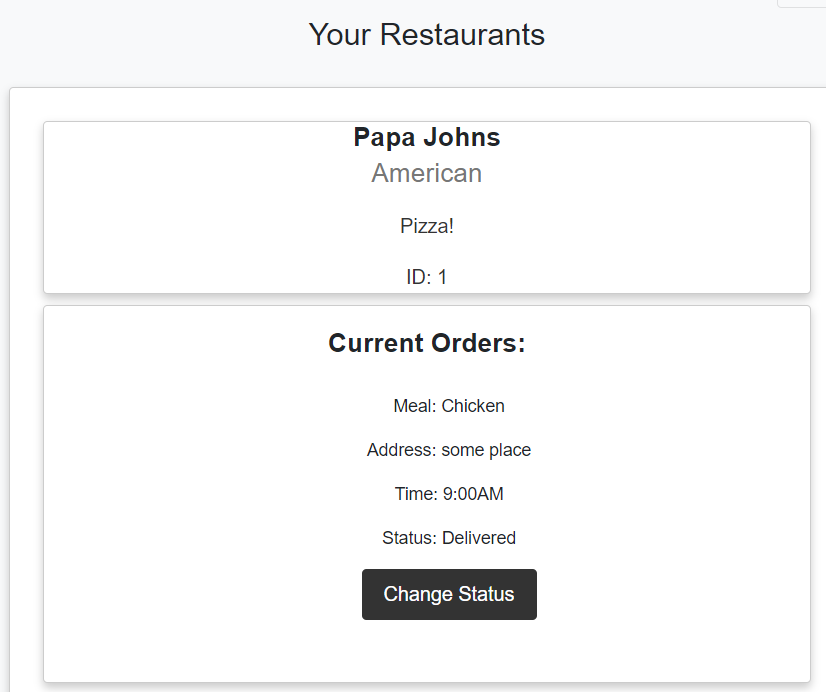 Your Restaurants
Papa Johns
American
Pizza!
ID: 1
Current Orders:
Meal: Chicken
Address: some place
Time: 9:00AM
Status: Delivered
Change Status